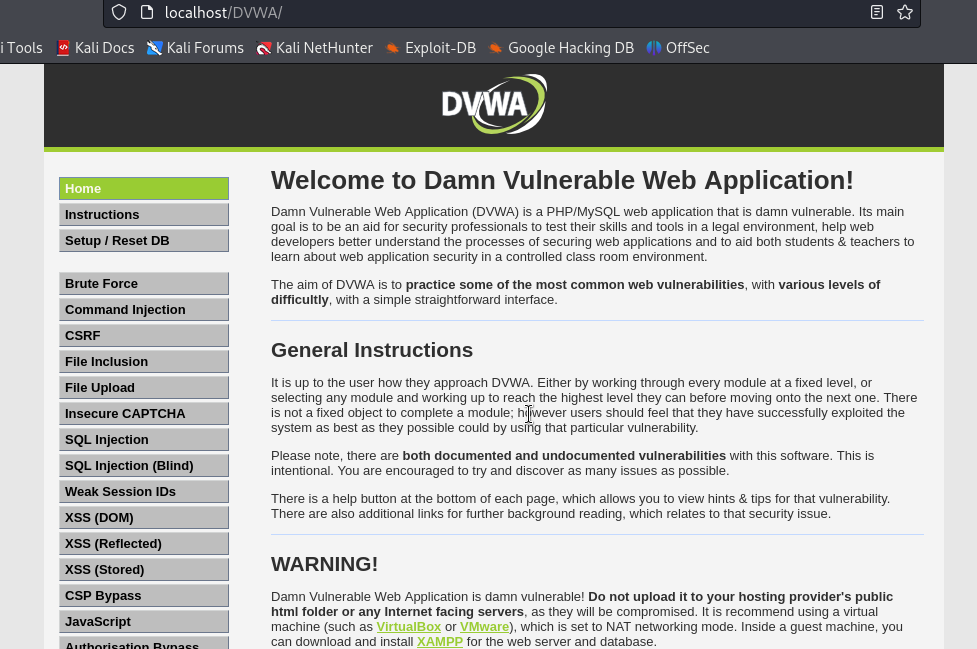 localhost/DVWA/
i Tools Kali Docs Kali Forums Kali NetHunter Exploit-DB Google Hacking DB OffSec
DVWA
Home
Instructions
Setup / Reset DB
Brute Force
Command Injection
CSRF
File Inclusion
File Upload
Insecure CAPTCHA
SQL Injection
SQL Injection (Blind)
Weak Session IDs
XSS (DOM)
XSS (Reflected)
XSS (Stored)
CSP Bypass
JavaScript
Authorisation Bypass
Welcome to Damn Vulnerable Web Application!
Damn Vulnerable Web Application (DVWA) is a PHP/MySQL web application that is damn vulnerable. Its main
goal is to be an aid for security professionals to test their skills and tools in a legal environment, help web
developers better understand the processes of securing web applications and to aid both students & teachers to
learn about web application security in a controlled class room environment.
The aim of DVWA is to practice some of the most common web vulnerabilities, with various levels of
difficultly, with a simple straightforward interface.
General Instructions
It is up to the user how they approach DVWA. Either by working through every module at a fixed level, or
selecting any module and working up to reach the highest level they can before moving onto the next one. There
is not a fixed object to complete a module; however users should feel that they have successfully exploited the
system as best as they possible could by using that particular vulnerability.
Please note, there are both documented and undocumented vulnerabilities with this software. This is
intentional. You are encouraged to try and discover as many issues as possible.
There is a help button at the bottom of each page, which allows you to view hints & tips for that vulnerability.
There are also additional links for further background reading, which relates to that security issue.
WARNING!
Damn Vulnerable Web Application is damn vulnerable! Do not upload it to your hosting provider's public
html folder or any Internet facing servers, as they will be compromised. It is recommend using a virtual
machine (such as VirtualBox or VMware), which is set to NAT networking mode. Inside a guest machine, you
can download and install XAMPP for the web server and database.